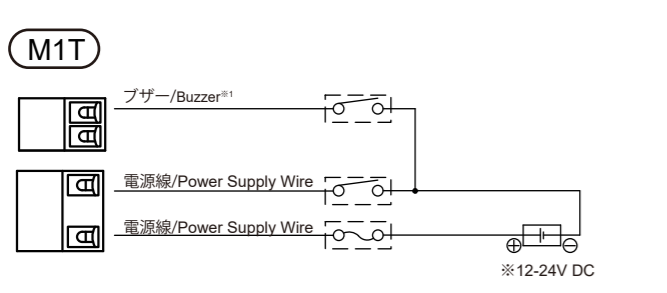 M1T
ブザー/Buzzer※1
電源線/Power Supply Wire
電源線/Power Supply Wire
※12-24V DC